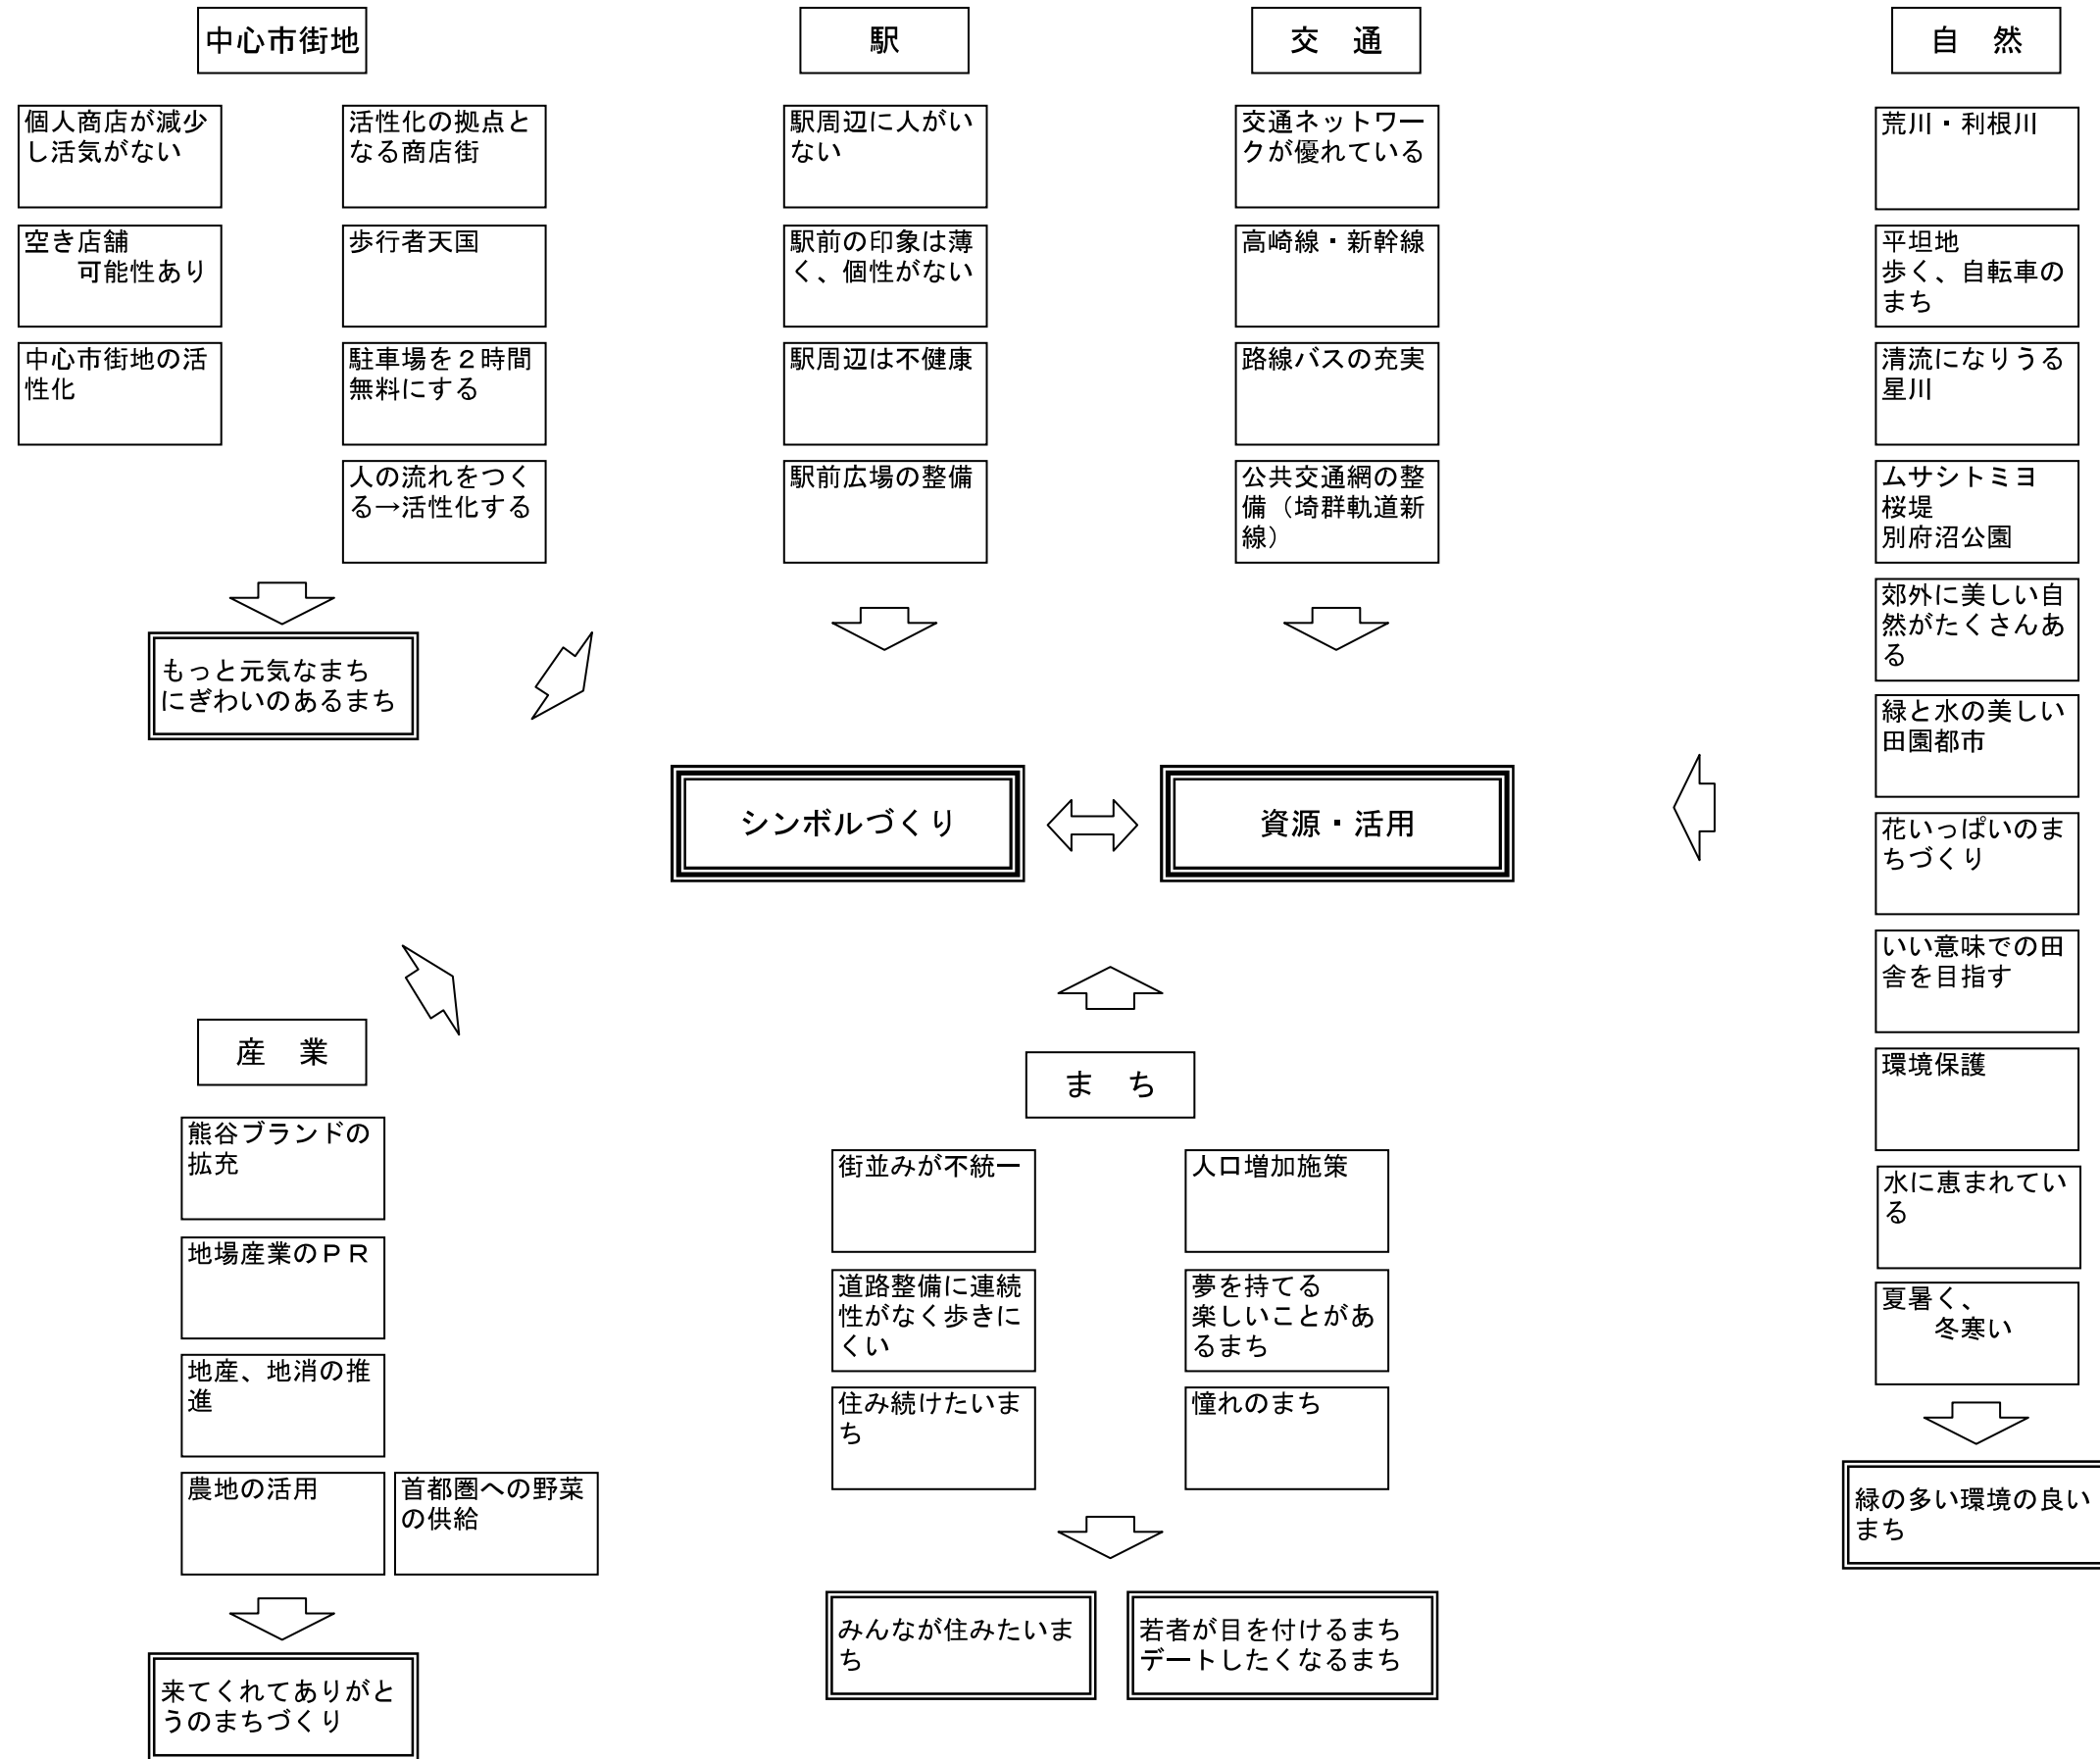 中心市街地
個人商店が減少
し活気がない
空き店舗
　　可能性あり
中心市街地の活
性化
活性化の拠点と
なる商店街
歩行者天国
駐車場を２時間
無料にする
人の流れをつく
る→活性化する
もっと元気なまち
にぎわいのあるまち
駅
駅周辺に人がい
ない
駅前の印象は薄
く、個性がない
駅周辺は不健康
駅前広場の整備
交　通
交通ネットワー
クが優れている
高崎線・新幹線
路線バスの充実
公共交通網の整
備（埼群軌道新
線）
シンボルづくり
資源・活用
自　然
荒川・利根川
平坦地
歩く、自転車の
まち
清流になりうる
星川
ムサシトミヨ
桜堤
別府沼公園
郊外に美しい自
然がたくさんあ
る
緑と水の美しい
田園都市
花いっぱいのま
ちづくり
いい意味での田
舎を目指す
環境保護
水に恵まれてい
る
夏暑く、
　　冬寒い
緑の多い環境の良い
まち
産　業
熊谷ブランドの
拡充
地場産業のＰＲ
地産、地消の推
進
農地の活用
首都圏への野菜
の供給
来てくれてありがと
うのまちづくり
ま　ち
街並みが不統一
道路整備に連続
性がなく歩きに
くい
住み続けたいま
ち
人口増加施策
夢を持てる
楽しいことがあ
るまち
憧れのまち
みんなが住みたいま
ち
若者が目を付けるまち
デートしたくなるまち